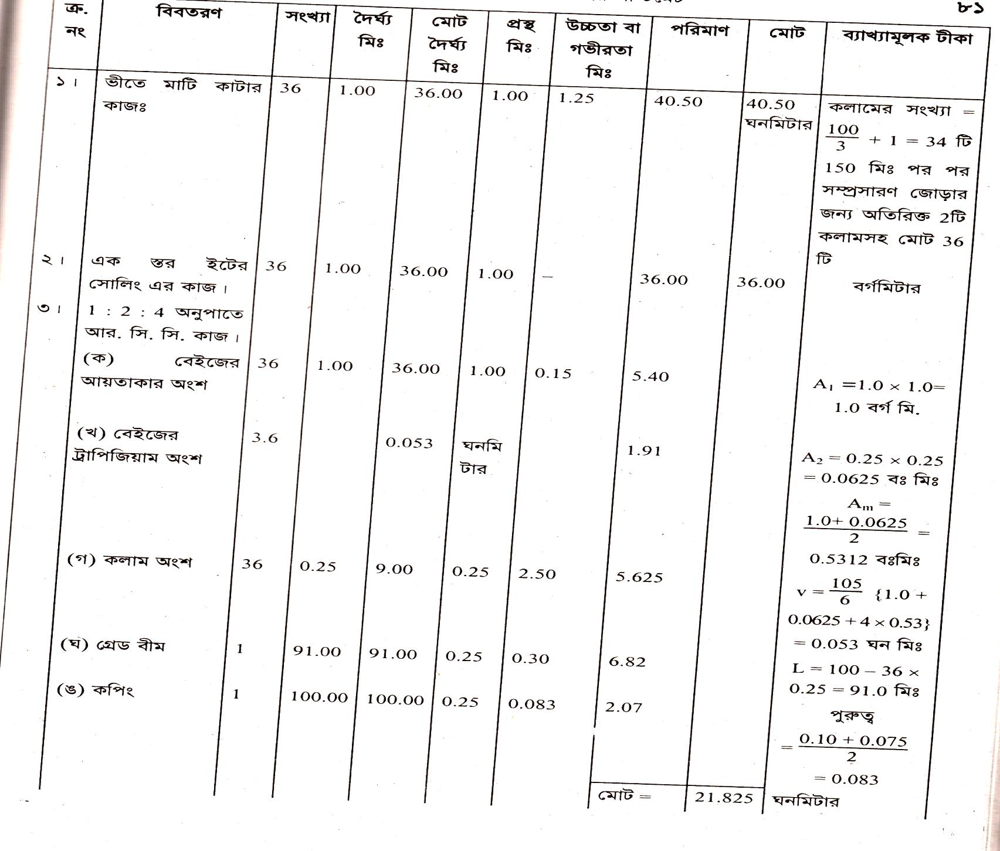 ৮১
ক্র. নং | বিবতরণ | সংখ্যা | দৈর্ঘ্য মিঃ | মোট দৈর্ঘ্য মিঃ | প্রস্থ মিঃ | উচ্চতা বা গভীরতা মিঃ | পরিমাণ | মোট | ব্যাখ্যামূলক টীকা
১। ভীতে মাটি কাটার কাজঃ | 36 | 1.00 | 36.00 | 1.00 | 1.25 | 40.50 | 40.50 ঘনমিটার | কলামের সংখ্যা =
100/3 + 1 = 34 টি
150 মিঃ পর পর
সম্প্রসারণ জোড়ার
জন্য অতিরিক্ত 2টি
কলামসহ মোট 36
টি
২। এক স্তর ইটের সোলিং এর কাজ। | 36 | 1.00 | 36.00 | 1.00 | – | 36.00 | 36.00 | বর্গমিটার
৩। 1 : 2 : 4 অনুপাতে
আর. সি. সি. কাজ।
(ক) বেইজের আয়তাকার অংশ | 36 | 1.00 | 36.00 | 1.00 | 0.15 | 5.40 | A₁ =1.0 × 1.0=
1.0 বর্গ মি.
(খ) বেইজের ট্রাপিজিয়াম অংশ | 3.6 | 0.053 | ঘনমিটার | 1.91 | A₂ = 0.25 × 0.25
= 0.0625 বঃ মিঃ
Aₘ =
1.0+ 0.0625/2 =
0.5312 বঃমিঃ
(গ) কলাম অংশ | 36 | 0.25 | 9.00 | 0.25 | 2.50 | 5.625 | v = 105/6 {1.0 +
0.0625 + 4 × 0.53}
= 0.053 ঘন মিঃ
(ঘ) গ্রেড বীম | 1 | 91.00 | 91.00 | 0.25 | 0.30 | 6.82 | L = 100 – 36 ×
0.25 = 91.0 মিঃ
(ঙ) কপিং | 1 | 100.00 | 100.00 | 0.25 | 0.083 | 2.07 | পুরুত্ব
= 0.10 + 0.075/2
= 0.083
মোট = | 21.825 | ঘনমিটার